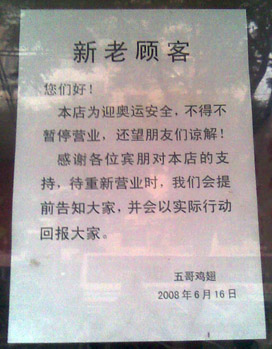 新老顾客
您们好！
本店为迎奥运安全，不得不
暂停营业，还望朋友们谅解！
感谢各位宾朋对本店的支
持，待重新营业时，我们会提
前告知大家，并会以实际行动
回报大家。
五哥鸡翅
2008年6月16日